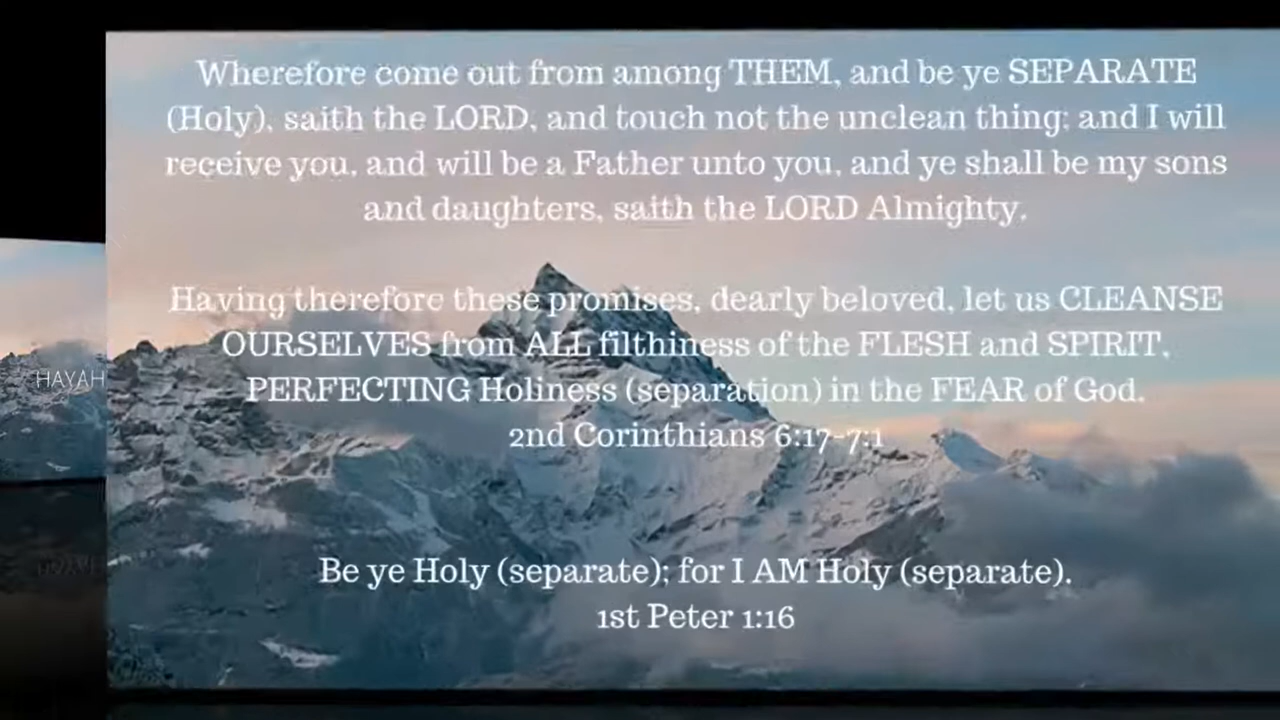 Wherefore come out from among THEM, and be ye SEPARATE
(Holy), saith the LORD, and touch not the unclean thing; and I will
receive you, and will be a Father unto you, and ye shall be my sons
and daughters, saith the LORD Almighty.
Having therefore these promises, dearly beloved, let us CLEANSE
OURSELVES from ALL filthiness of the FLESH and SPIRIT,
PERFECTING Holiness (separation) in the FEAR of God.
2nd Corinthians 6:17-7:1
Be ye Holy (separate); for I AM Holy (separate).
1st Peter 1:16
HAYAH